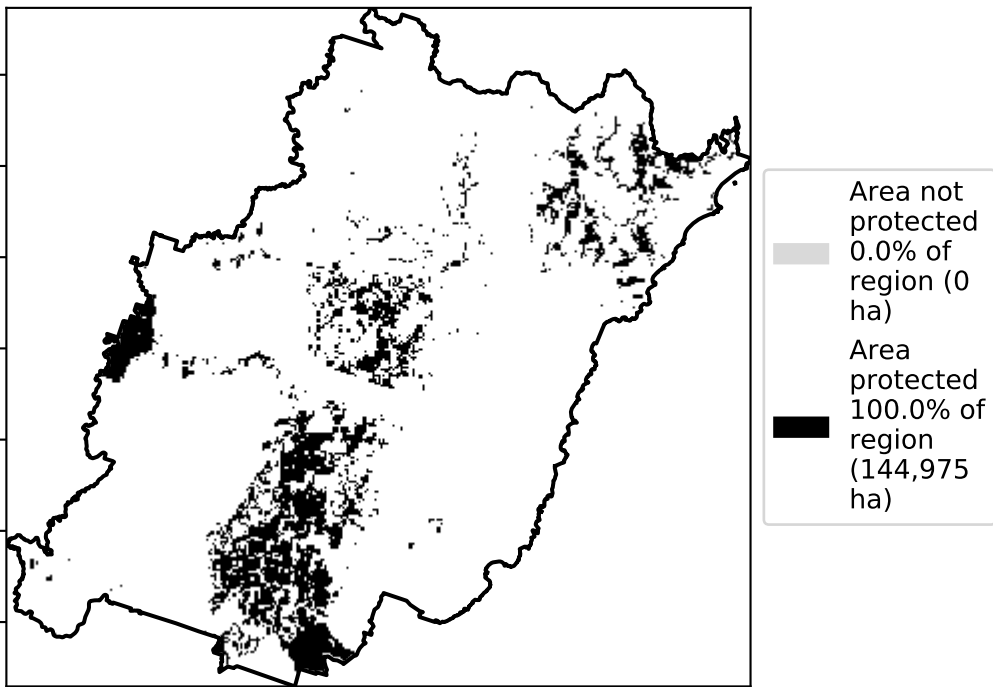 Area not
protected
0.0% of
region (0
ha)
Area
protected
100.0% of
region
(144,975
ha)